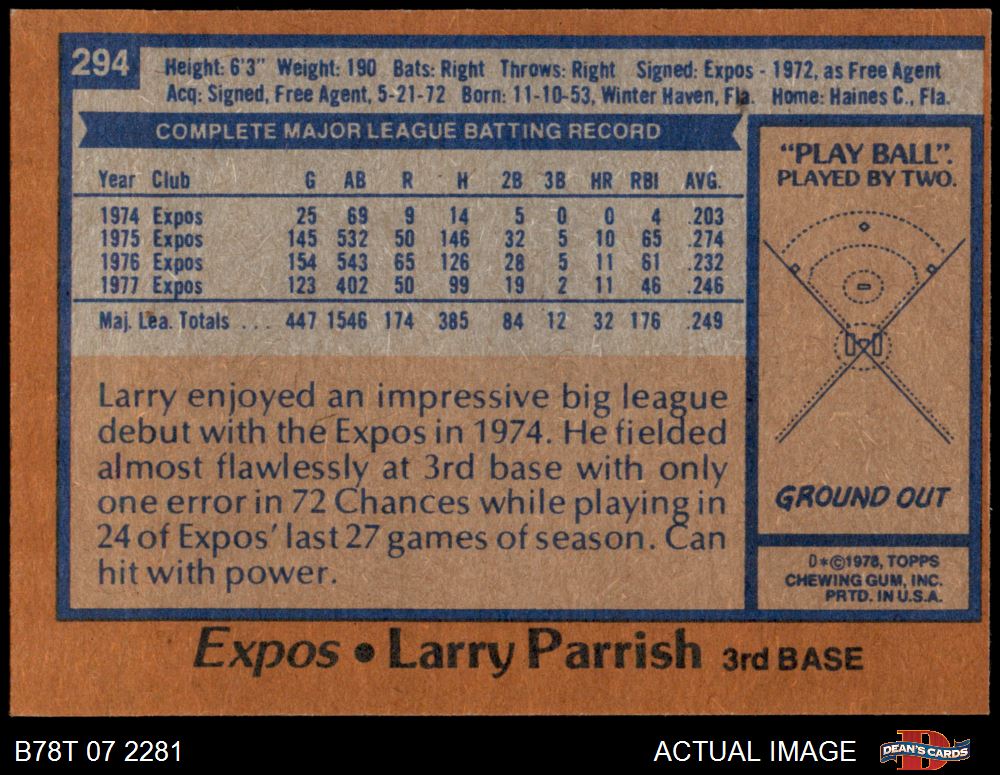 294
Height: 6'3" Weight: 190 Bats: Right Throws: Right Signed: Expos - 1972, as Free Agent
Acq: Signed, Free Agent, 5-21-72 Born: 11-10-53, Winter Haven, Fla. Home: Haines C., Fla.
COMPLETE MAJOR LEAGUE BATTING RECORD
Year Club G AB R H 2B 3B HR RBI AVG.
1974 Expos 25 69 9 14 5 0 0 4 .203
1975 Expos 145 532 50 146 32 5 10 65 .274
1976 Expos 154 543 65 126 28 5 11 61 .232
1977 Expos 123 402 50 99 19 2 11 46 .246
Maj. Lea. Totals ... 447 1546 174 385 84 12 32 176 .249
Larry enjoyed an impressive big league
debut with the Expos in 1974. He fielded
almost flawlessly at 3rd base with only
one error in 72 Chances while playing in
24 of Expos' last 27 games of season. Can
hit with power.
"PLAY BALL".
PLAYED BY TWO.
GROUND OUT
D*©1978, TOPPS
CHEWING GUM, INC.
PRTD. IN U.S.A.
Expos • Larry Parrish 3rd BASE
B78T 07 2281
ACTUAL IMAGE
D
DEAN'S CARDS